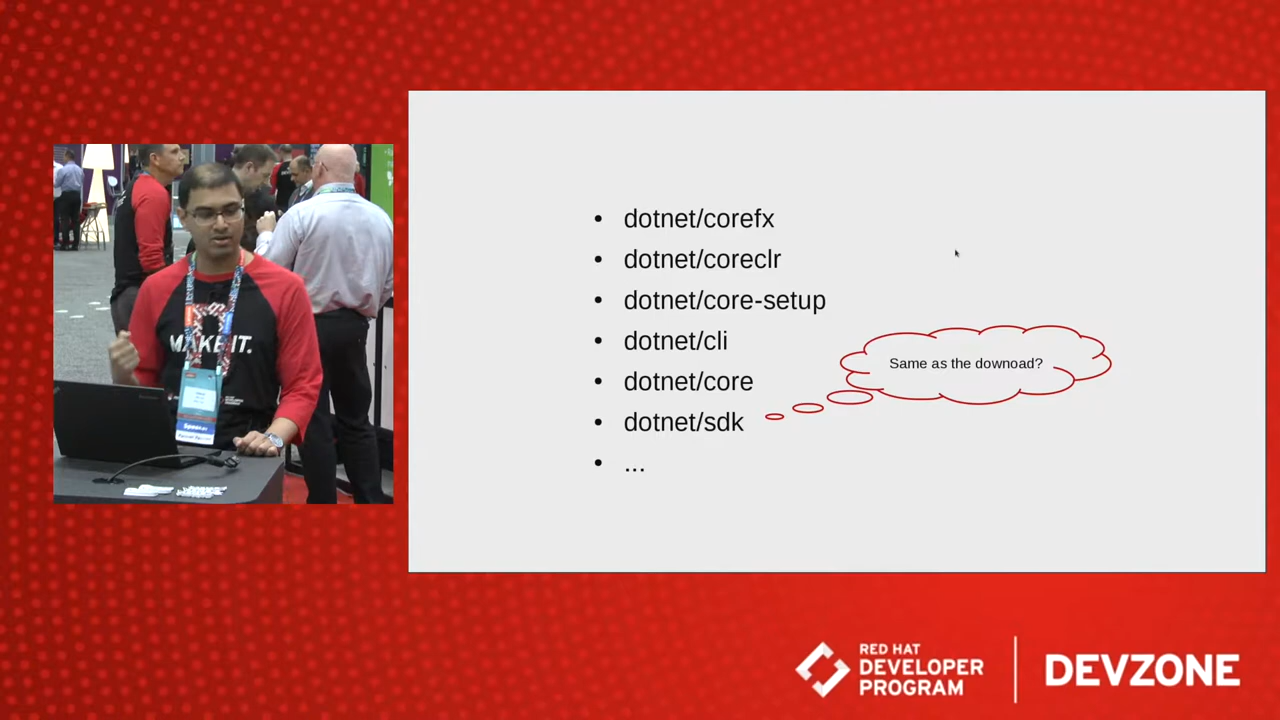 • dotnet/corefx
• dotnet/coreclr
• dotnet/core-setup
• dotnet/cli
• dotnet/core
• dotnet/sdk
• ...
Same as the downoad?
MAKE IT.
Speaker
RED HAT
DEVELOPER
PROGRAM
DEVZONE